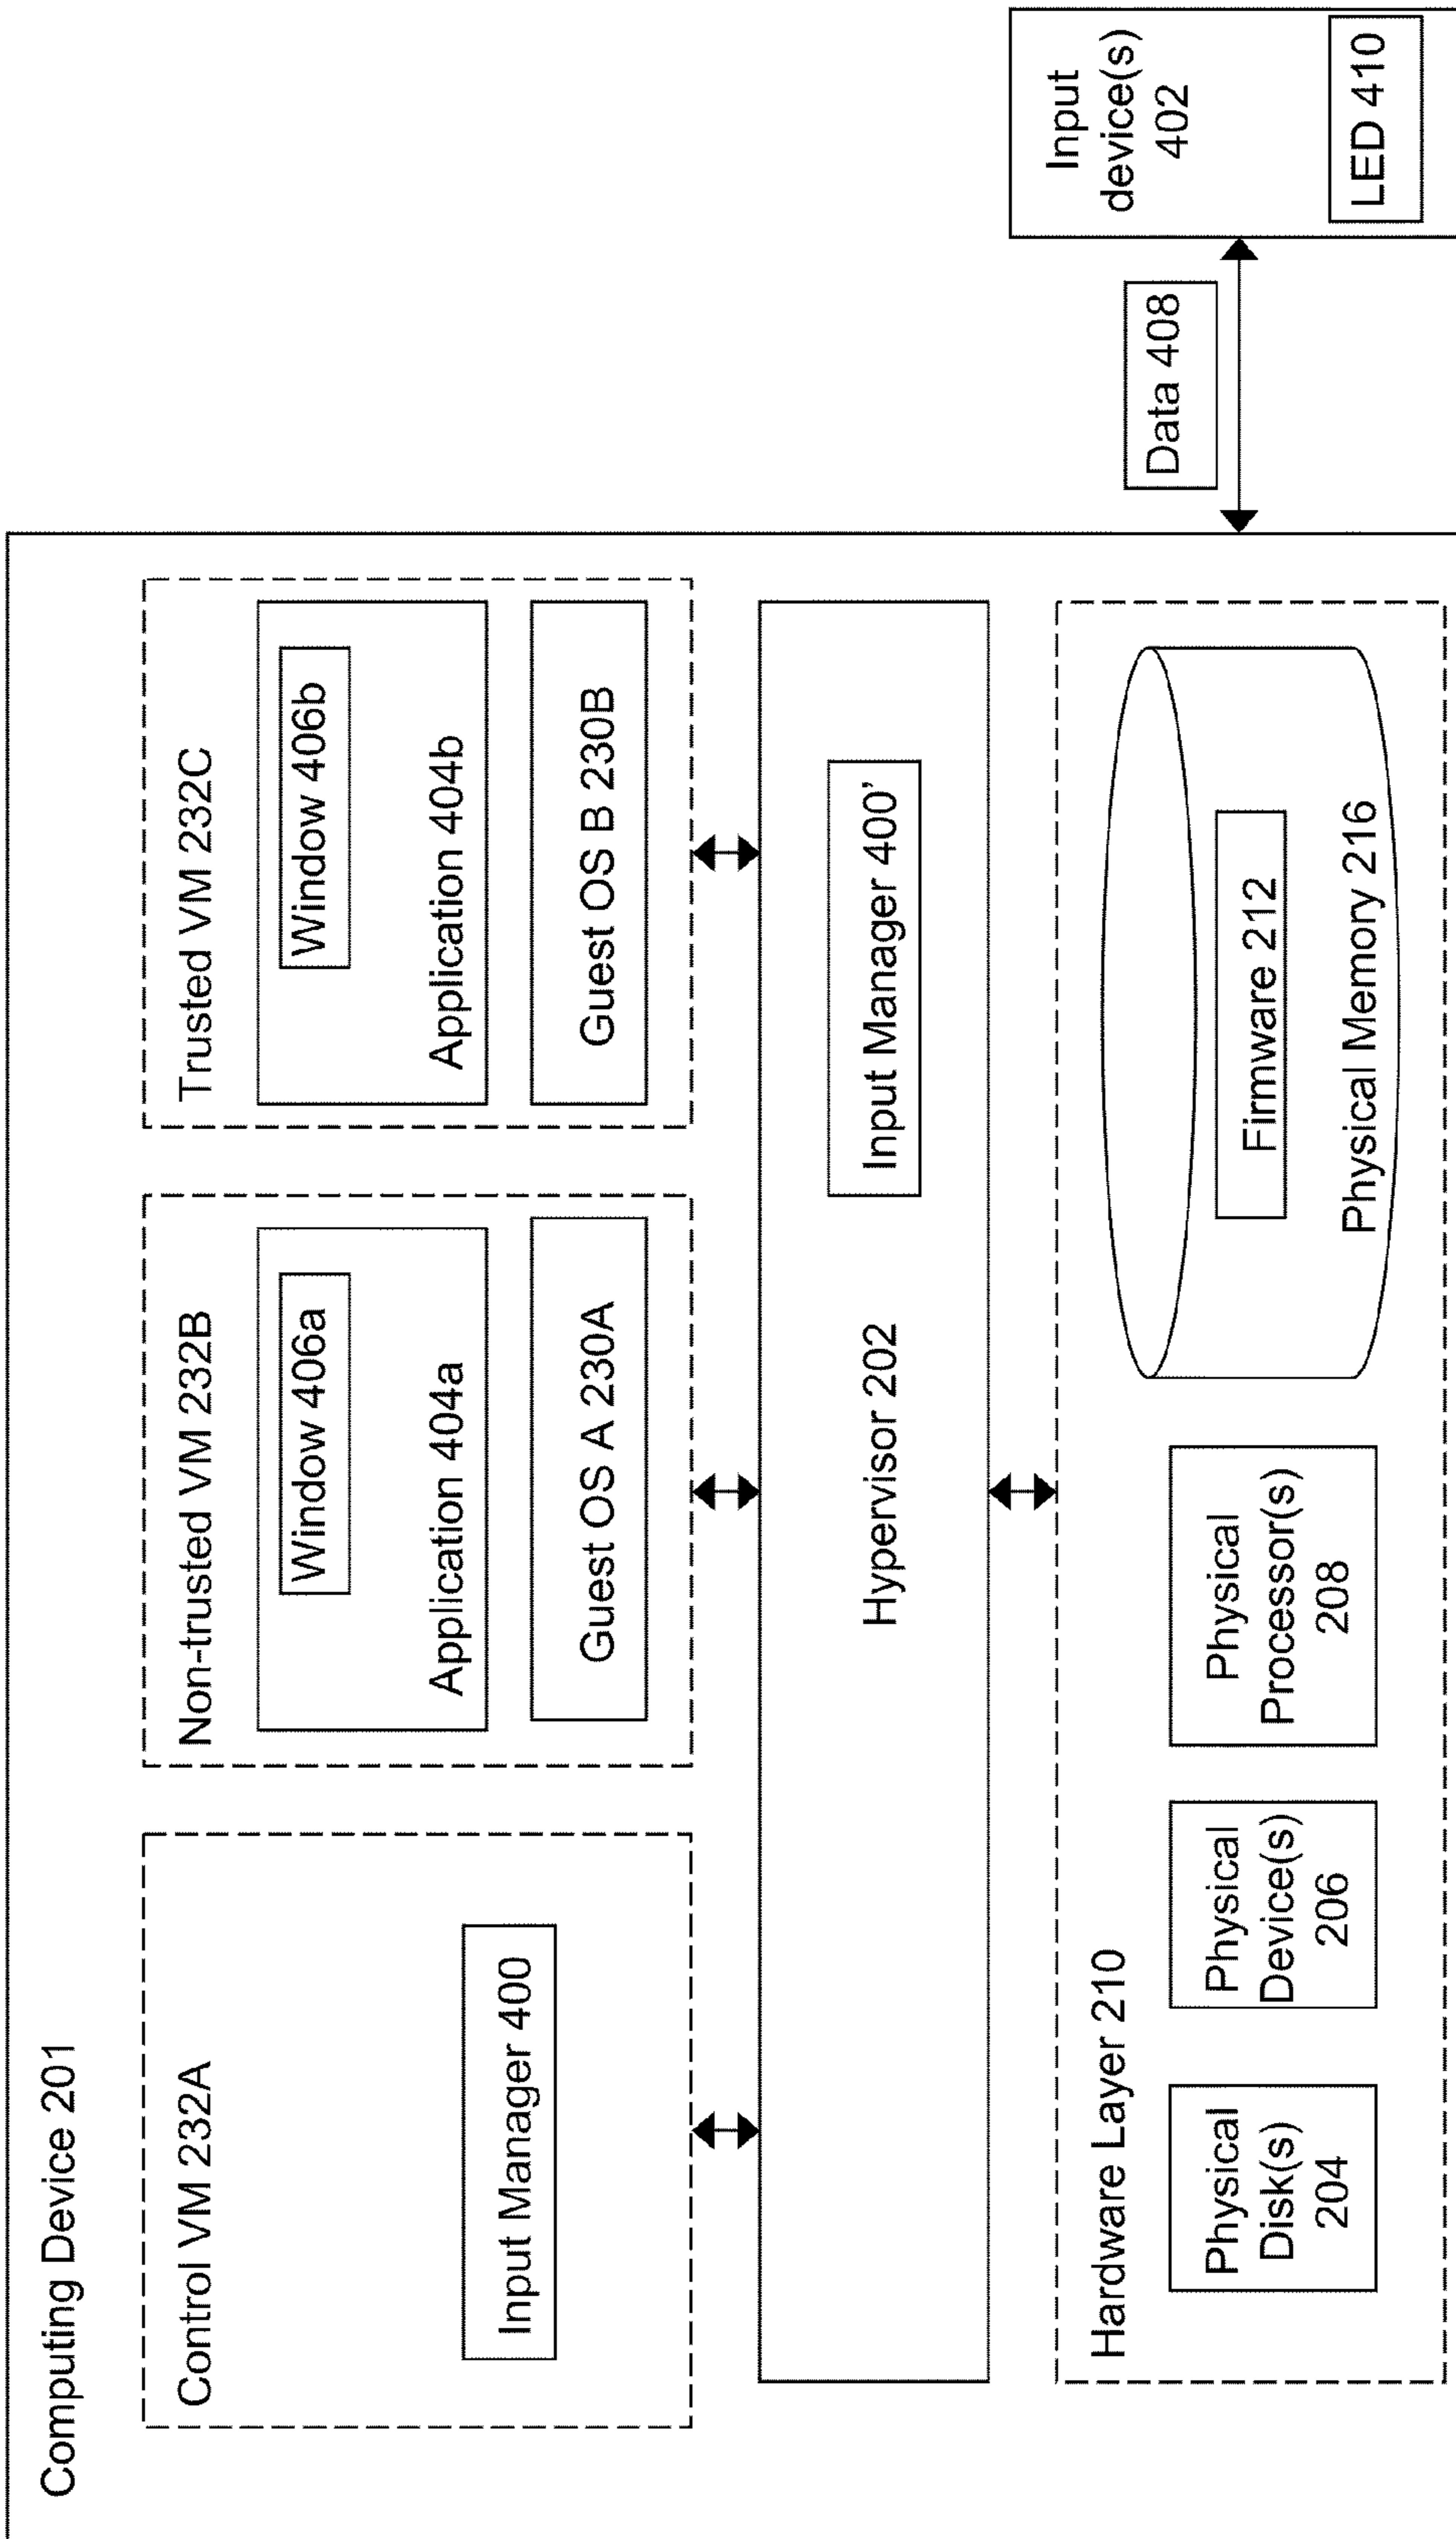 Computing Device 201
Control VM 232A
Input Manager 400
Non-trusted VM 232B
Window 406a
Application 404a
Guest OS A 230A
Trusted VM 232C
Window 406b
Application 404b
Guest OS B 230B
Hypervisor 202
Input Manager 400’
Hardware Layer 210
Physical
Disk(s)
204
Physical
Device(s)
206
Physical
Processor(s)
208
Firmware 212
Physical Memory 216
Data 408
Input
device(s)
402
LED 410